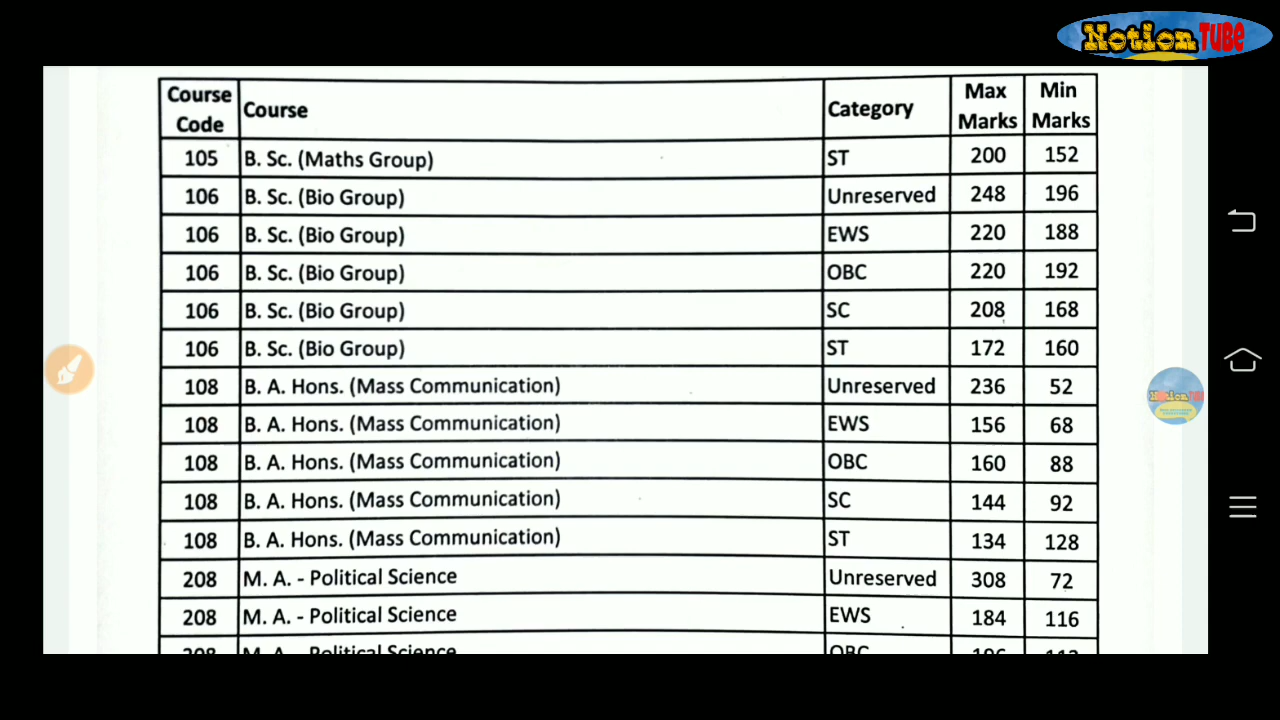 Notion TUBE
Course Code Course Category Max Marks Min Marks
105 B. Sc. (Maths Group) ST 200 152
106 B. Sc. (Bio Group) Unreserved 248 196
106 B. Sc. (Bio Group) EWS 220 188
106 B. Sc. (Bio Group) OBC 220 192
106 B. Sc. (Bio Group) SC 208 168
106 B. Sc. (Bio Group) ST 172 160
108 B. A. Hons. (Mass Communication) Unreserved 236 52
108 B. A. Hons. (Mass Communication) EWS 156 68
108 B. A. Hons. (Mass Communication) OBC 160 88
108 B. A. Hons. (Mass Communication) SC 144 92
108 B. A. Hons. (Mass Communication) ST 134 128
208 M. A. - Political Science Unreserved 308 72
208 M. A. - Political Science EWS 184 116
208 M. A. - Political Science OBC